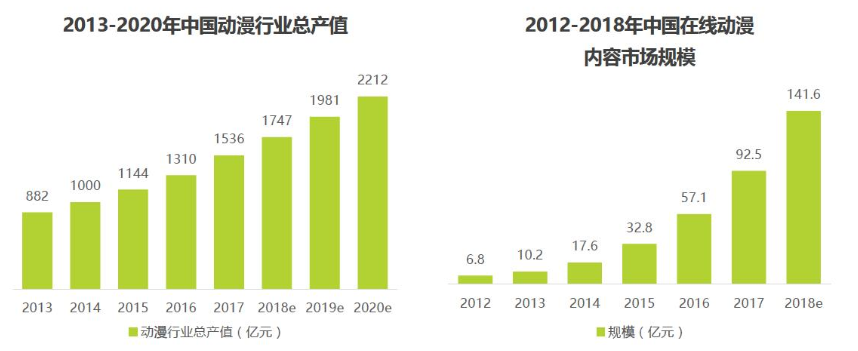 2013-2020年中国动漫行业总产值
882
1000
1144
1310
1536
1747
1981
2212
2013
2014
2015
2016
2017
2018e
2019e
2020e
动漫行业总产值（亿元）
2012-2018年中国在线动漫
内容市场规模
6.8
10.2
17.6
32.8
57.1
92.5
141.6
2012
2013
2014
2015
2016
2017
2018e
规模（亿元）